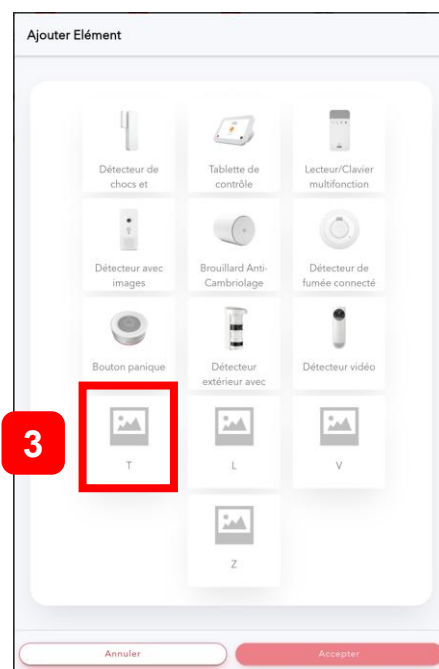 Ajouter Elément
Détecteur de
chocs et
Tablette de
contrôle
Lecteur/Clavier
multifonction
Détecteur avec
images
Brouillard Anti-
Cambriolage
Détecteur de
fumée connecté
Bouton panique
Détecteur
extérieur avec
Détecteur vidéo
3
T
L
V
Z
Annuler
Accepter